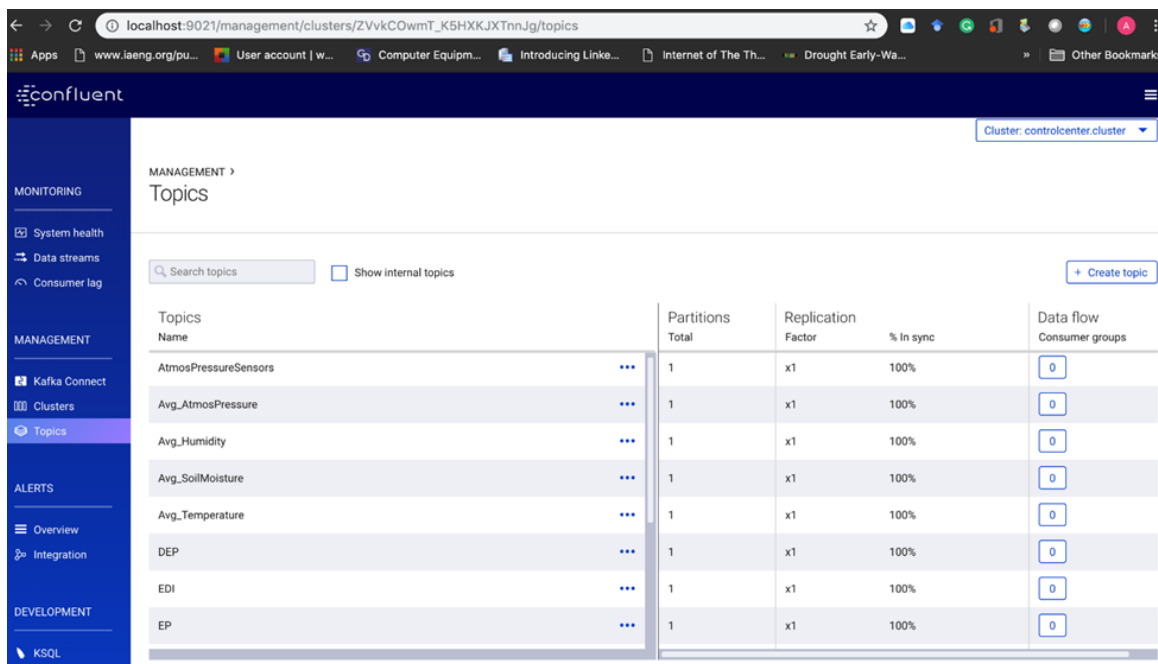 localhost:9021/management/clusters/ZVvkCOwmT_K5HXKJXTnnJg/topics
A
Apps www.iaeng.org/pu... User account | w... Computer Equipm... Introducing Linke... Internet of The Th... Drought Early-Wa... » Other Bookmark
confluent
Cluster: controlcenter.cluster
MONITORING
System health
Data streams
Consumer lag
MANAGEMENT
Kafka Connect
Clusters
Topics
ALERTS
Overview
Integration
DEVELOPMENT
KSQL
MANAGEMENT ›
Topics
Search topics Show internal topics + Create topic
Topics Partitions Replication Data flow
Name Total Factor % In sync Consumer groups
AtmosPressureSensors ••• 1 x1 100% 0
Avg_AtmosPressure ••• 1 x1 100% 0
Avg_Humidity ••• 1 x1 100% 0
Avg_SoilMoisture ••• 1 x1 100% 0
Avg_Temperature ••• 1 x1 100% 0
DEP ••• 1 x1 100% 0
EDI ••• 1 x1 100% 0
EP ••• 1 x1 100% 0